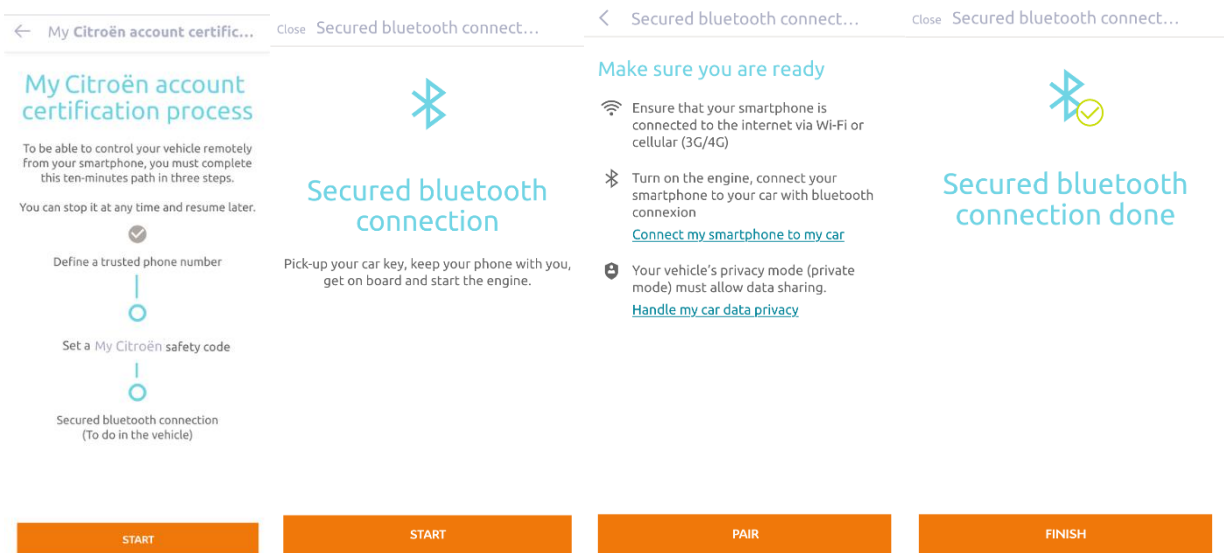 My Citroën account certific...
My Citroën account
certification process
To be able to control your vehicle remotely
from your smartphone, you must complete
this ten-minutes path in three steps.
You can stop it at any time and resume later.
Define a trusted phone number
Set a My Citroën safety code
Secured bluetooth connection
(To do in the vehicle)
START
Close Secured bluetooth connect...
Secured bluetooth
connection
Pick-up your car key, keep your phone with you,
get on board and start the engine.
START
Secured bluetooth connect...
Make sure you are ready
Ensure that your smartphone is
connected to the internet via Wi-Fi or
cellular (3G/4G)
Turn on the engine, connect your
smartphone to your car with bluetooth
connexion
Connect my smartphone to my car
Your vehicle's privacy mode (private
mode) must allow data sharing.
Handle my car data privacy
PAIR
Close Secured bluetooth connect...
Secured bluetooth
connection done
FINISH